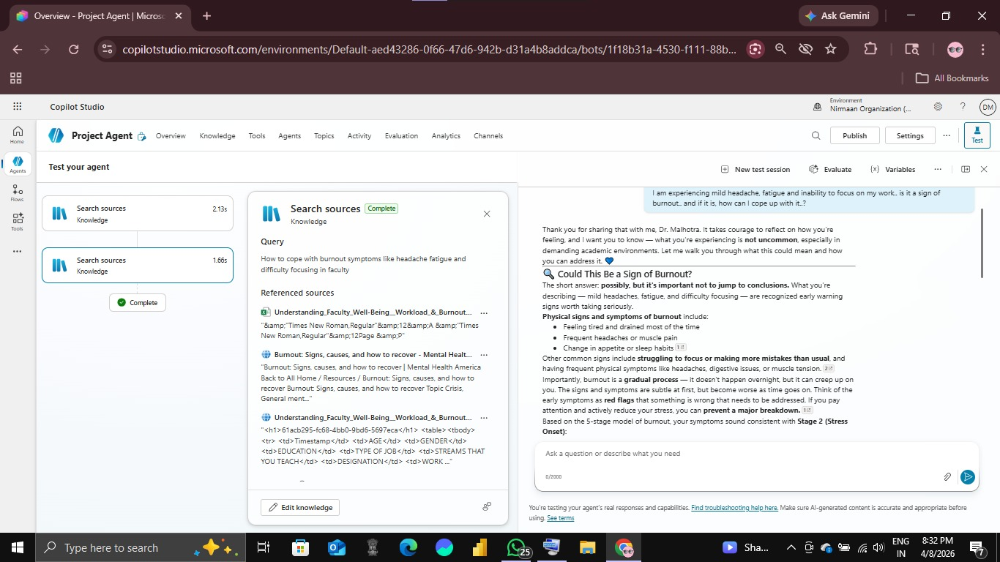 Overview - Project Agent | Micros
Ask Gemini
copilotstudio.microsoft.com/environments/Default-aed43286-0f66-47d6-942b-d31a4b8addca/bots/1f18b31a-4530-f111-88b...
All Bookmarks
Copilot Studio
Environment
Nirmaan Organization (...
DM
Home
Agents
Flows
Tools
Project Agent
Overview
Knowledge
Tools
Agents
Topics
Activity
Evaluation
Analytics
Channels
Publish
Settings
Test
Test your agent
New test session
Evaluate
Variables
Search sources
2.13s
Knowledge
Search sources
1.66s
Knowledge
Complete
Search sources Complete
Knowledge
Query
How to cope with burnout symptoms like headache fatigue and
difficulty focusing in faculty
Referenced sources
Understanding_Faculty_Well-Being__Workload_&_Burnout...
"&amp;"Times New Roman,Regular"&amp;12&amp;A &amp;"Times
New Roman,Regular"&amp;12Page &amp;P"
Burnout: Signs, causes, and how to recover - Mental Healt...
"Burnout: Signs, causes, and how to recover | Mental Health America
Back to All Home / Resources / Burnout: Signs, causes, and how to
recover Burnout: Signs, causes, and how to recover Topic Crisis,
General ment..."
Understanding_Faculty_Well-Being__Workload_&_Burnout...
"<h1>61acb295-fc68-4bb0-9bd6-5697eca</h1> <table><tbody>
<tr> <td>Timestamp</td> <td>AGE</td> <td>GENDER</td>
<td>EDUCATION</td> <td>TYPE OF JOB</td> <td>STREAMS THAT
YOU TEACH</td> <td>DESIGNATION</td> <td>WORK ..."
Edit knowledge
I am experiencing mild headache, fatigue and inability to focus on my work.. is it a sign of
burnout.. and if it is, how can I cope up with it..?
Thank you for sharing that with me, Dr. Malhotra. It takes courage to reflect on how you're
feeling, and I want you to know — what you're experiencing is not uncommon, especially in
demanding academic environments. Let me walk you through what this could mean and how
you can address it. 💙
🔍 Could This Be a Sign of Burnout?
The short answer: possibly, but it's important not to jump to conclusions. What you're
describing — mild headaches, fatigue, and difficulty focusing — are recognized early warning
signs worth taking seriously.
Physical signs and symptoms of burnout include:
• Feeling tired and drained most of the time
• Frequent headaches or muscle pain
• Change in appetite or sleep habits 1
Other common signs include struggling to focus or making more mistakes than usual, and
having frequent physical symptoms like headaches, digestive issues, or muscle tension. 2
Importantly, burnout is a gradual process — it doesn't happen overnight, but it can creep up on
you. The signs and symptoms are subtle at first, but become worse as time goes on. Think of the
early symptoms as red flags that something is wrong that needs to be addressed. If you pay
attention and actively reduce your stress, you can prevent a major breakdown. 1
Based on the 5-stage model of burnout, your symptoms sound consistent with Stage 2 (Stress
Onset):
Ask a question or describe what you need
0/2000
You're testing your agent's real responses and capabilities. Find troubleshooting help here. Make sure AI-generated content is accurate and appropriate before
using. See terms
Type here to search
25
Sha...
ENG
IN
8:32 PM
4/8/2026
7